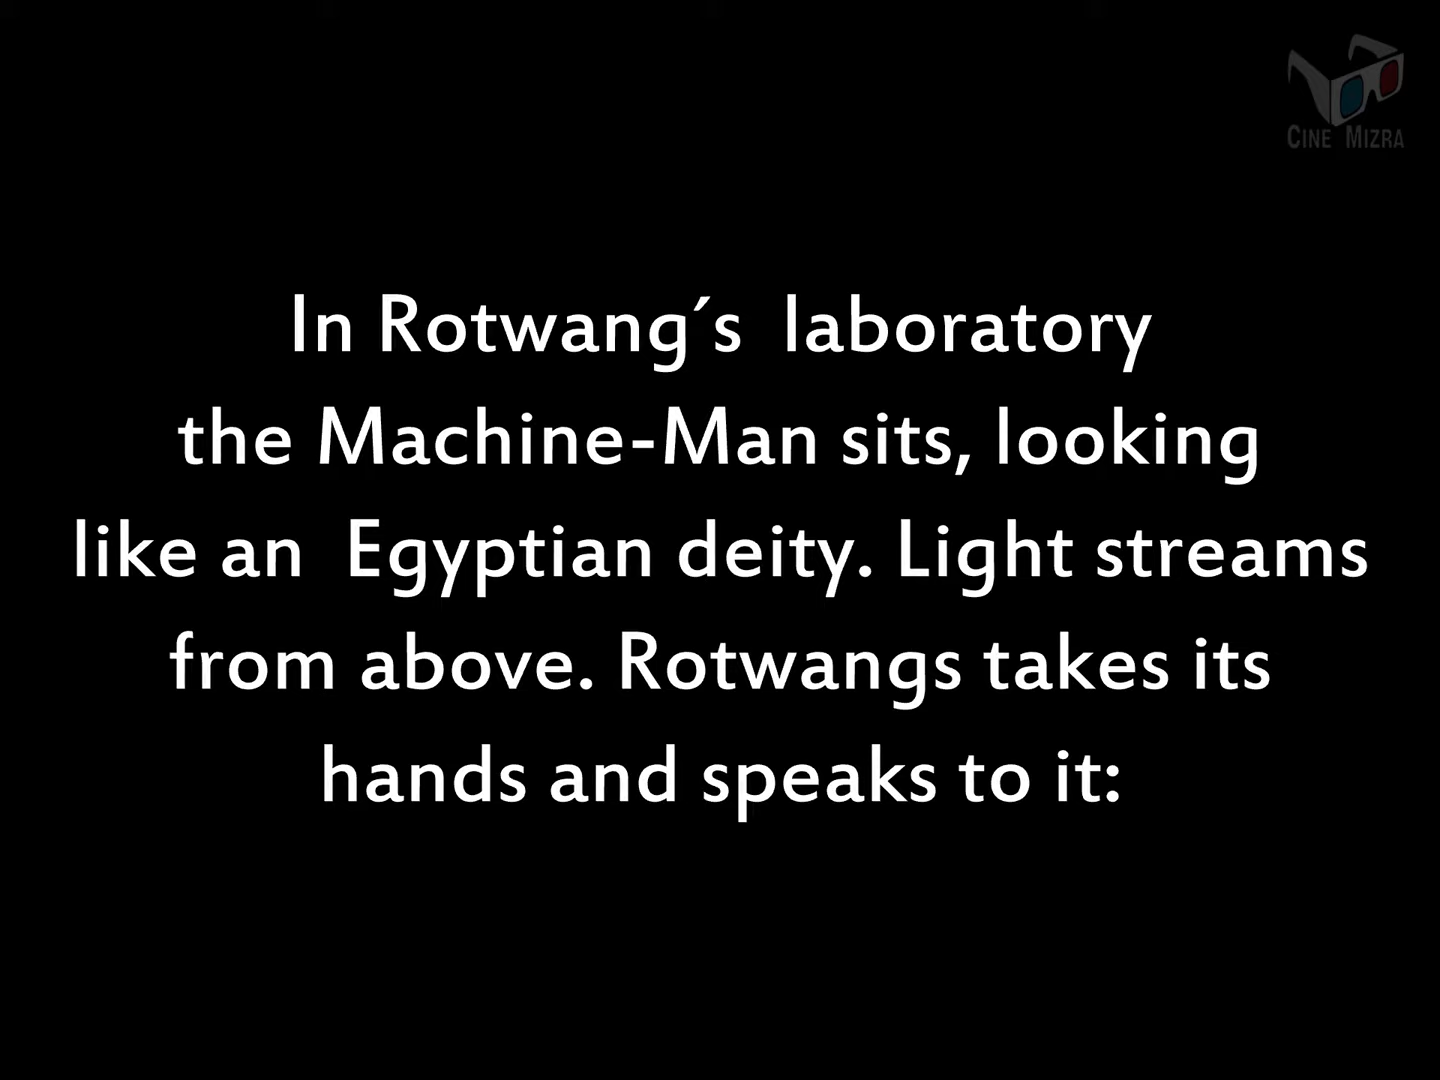 CINE MIZRA
In Rotwang´s  laboratory
the Machine-Man sits, looking
like an  Egyptian deity. Light streams
from above. Rotwangs takes its
hands and speaks to it: